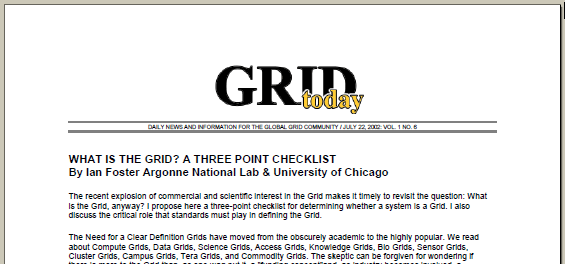 GRID
today
DAILY NEWS AND INFORMATION FOR THE GLOBAL GRID COMMUNITY / JULY 22, 2002: VOL. 1 NO. 6
WHAT IS THE GRID? A THREE POINT CHECKLIST
By Ian Foster Argonne National Lab & University of Chicago
The recent explosion of commercial and scientific interest in the Grid makes it timely to revisit the question: What
is the Grid, anyway? I propose here a three-point checklist for determining whether a system is a Grid. I also
discuss the critical role that standards must play in defining the Grid.
The Need for a Clear Definition Grids have moved from the obscurely academic to the highly popular. We read
about Compute Grids, Data Grids, Science Grids, Access Grids, Knowledge Grids, Bio Grids, Sensor Grids,
Cluster Grids, Campus Grids, Tera Grids, and Commodity Grids. The skeptic can be forgiven for wondering if